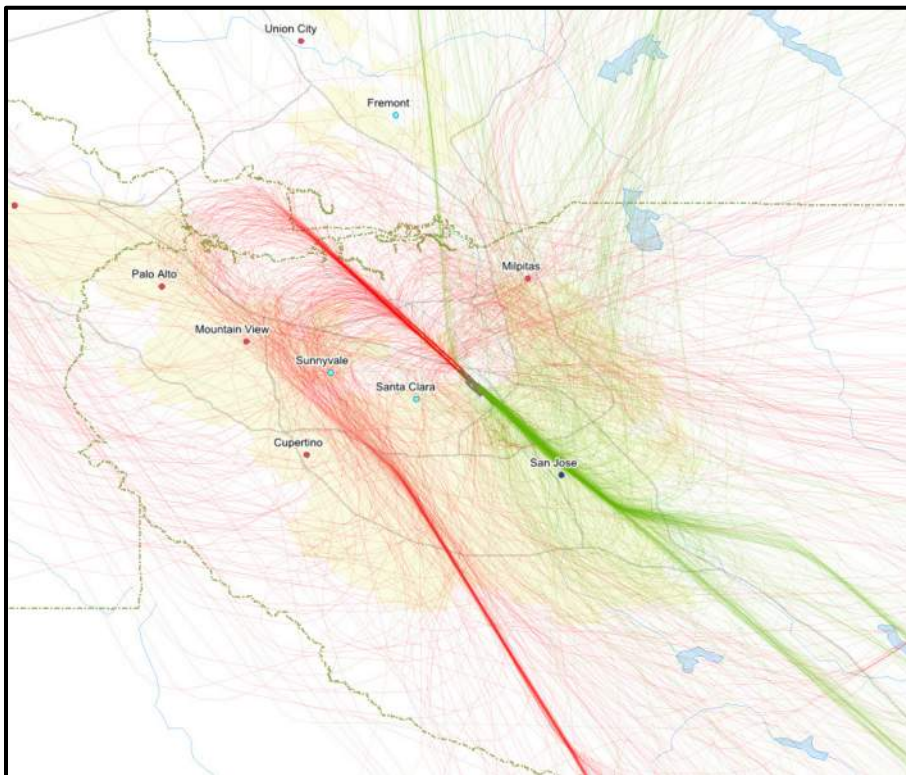 Union City
Fremont
Milpitas
Palo Alto
Mountain View
Sunnyvale
Santa Clara
Cupertino
San Jose